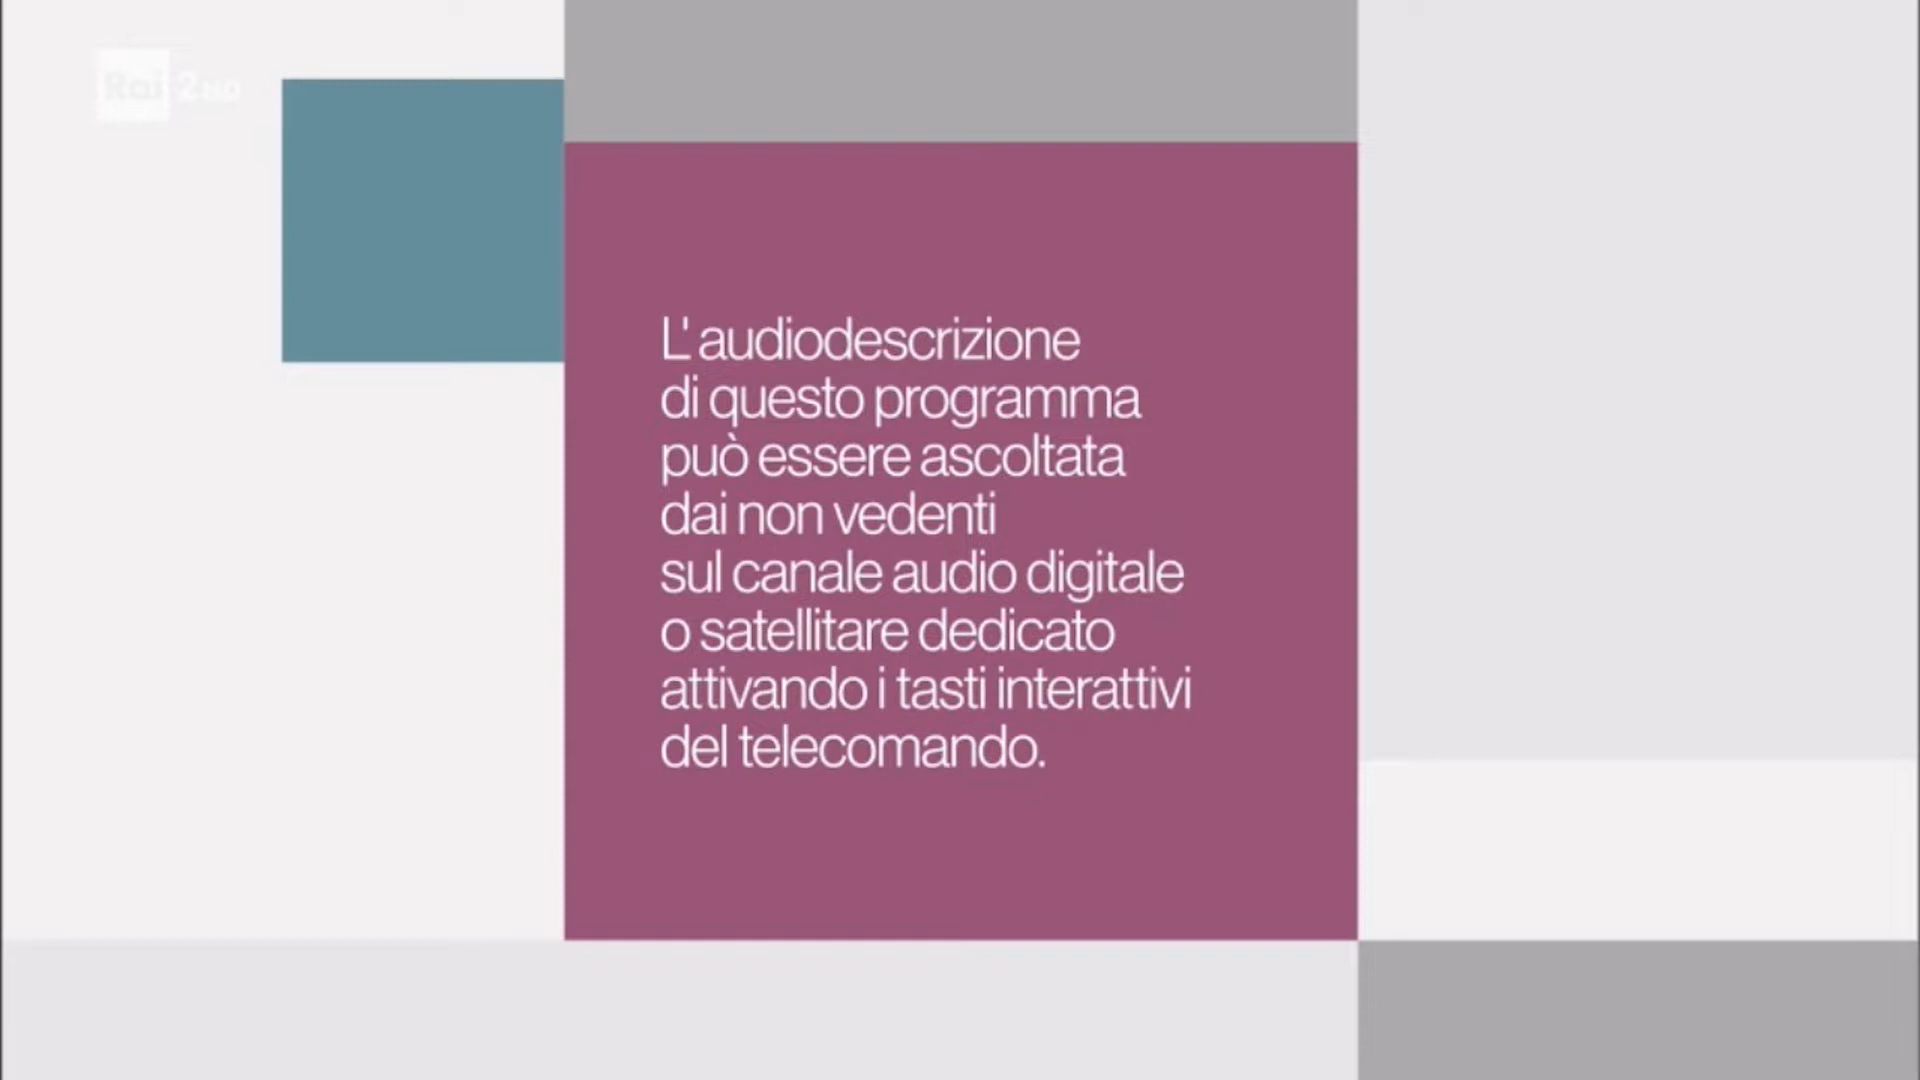 Rai 2 HD
L'audiodescrizione
di questo programma
può essere ascoltata
dai non vedenti
sul canale audio digitale
o satellitare dedicato
attivando i tasti interattivi
del telecomando.